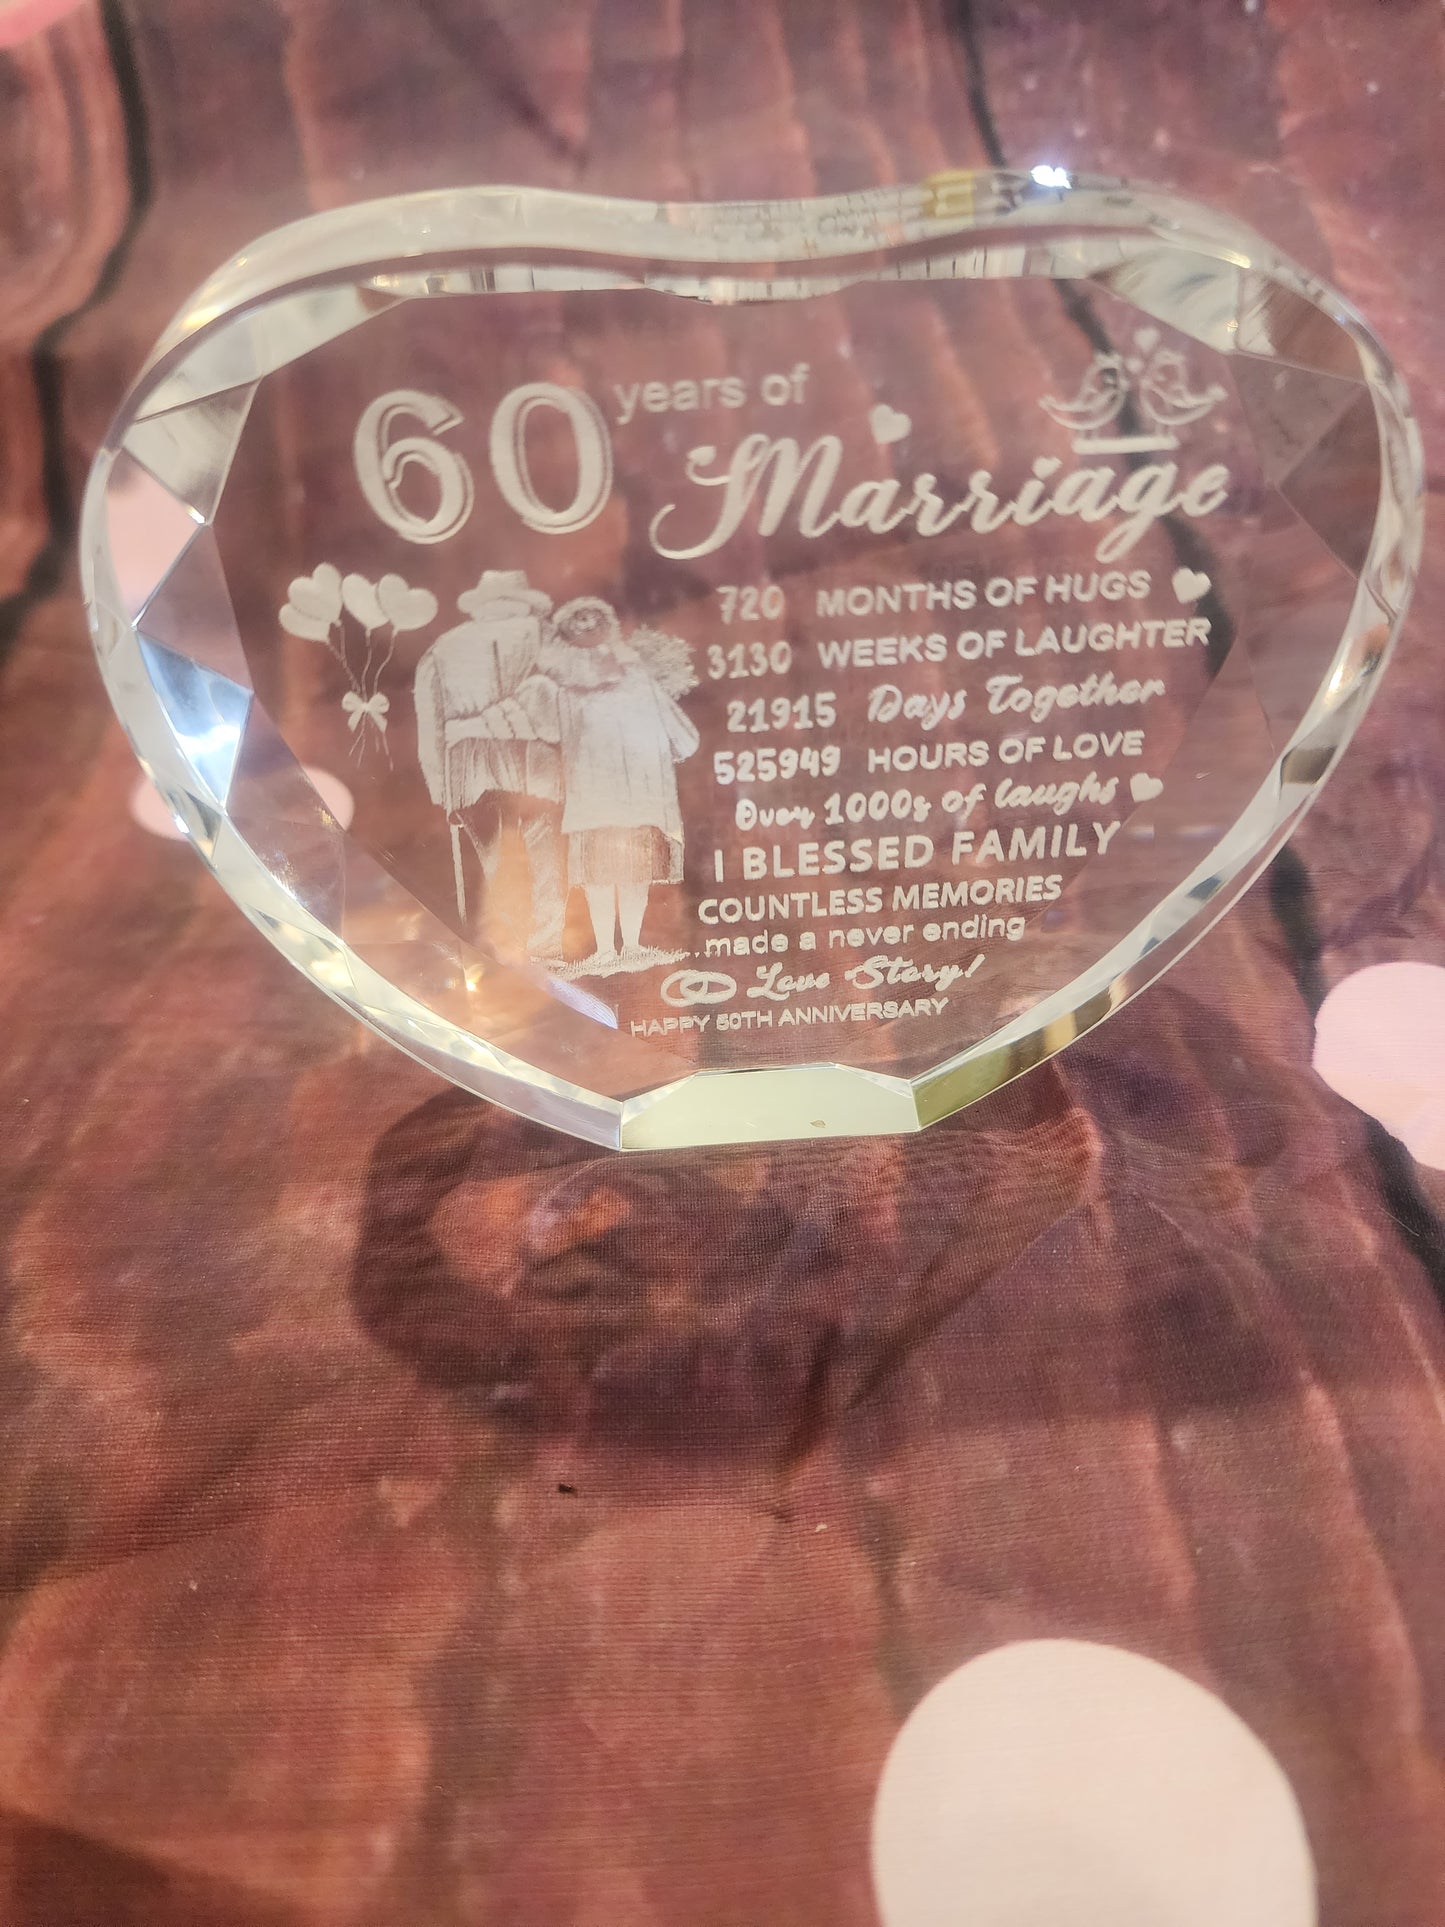 60 years of
Marriage
720 MONTHS OF HUGS
3130 WEEKS OF LAUGHTER
21915 Days Together
525949 HOURS OF LOVE
Over 1000s of laughs
1 BLESSED FAMILY
COUNTLESS MEMORIES
...made a never ending
Love Story!
HAPPY 50TH ANNIVERSARY